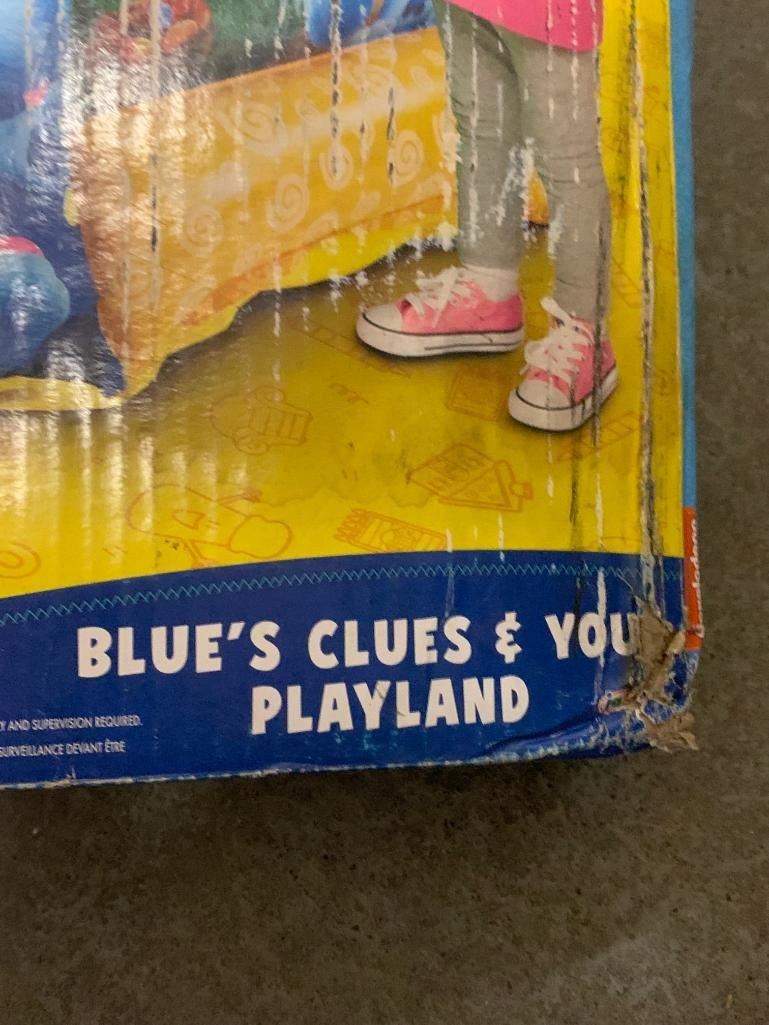 BLUE'S CLUES & YOU
PLAYLAND
AND SUPERVISION REQUIRED.
SURVEILLANCE DEVANT ÊTRE